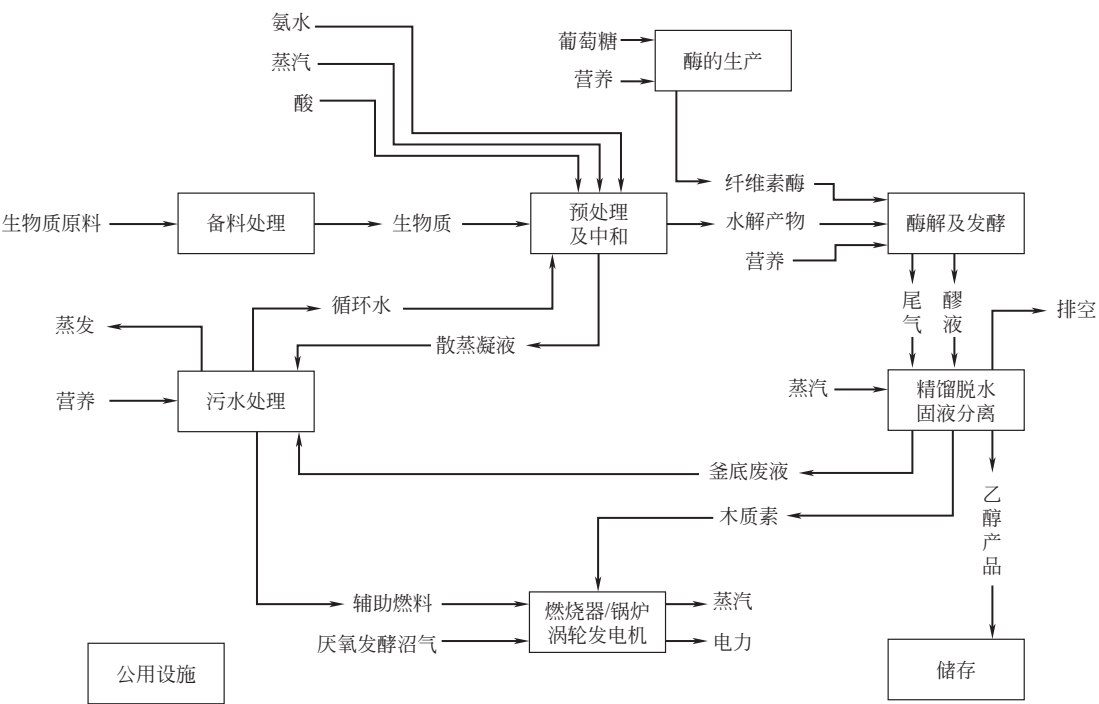 氨水
蒸汽
酸
葡萄糖
营养
酶的生产
纤维素酶
生物质原料
备料处理
生物质
预处理
及中和
水解产物
酶解及发酵
营养
尾气
醪液
循环水
排空
蒸发
散蒸凝液
营养
污水处理
蒸汽
精馏脱水
固液分离
釜底废液
木质素
乙醇产品
辅助燃料
厌氧发酵沼气
燃烧器/锅炉
涡轮发电机
蒸汽
电力
公用设施
储存